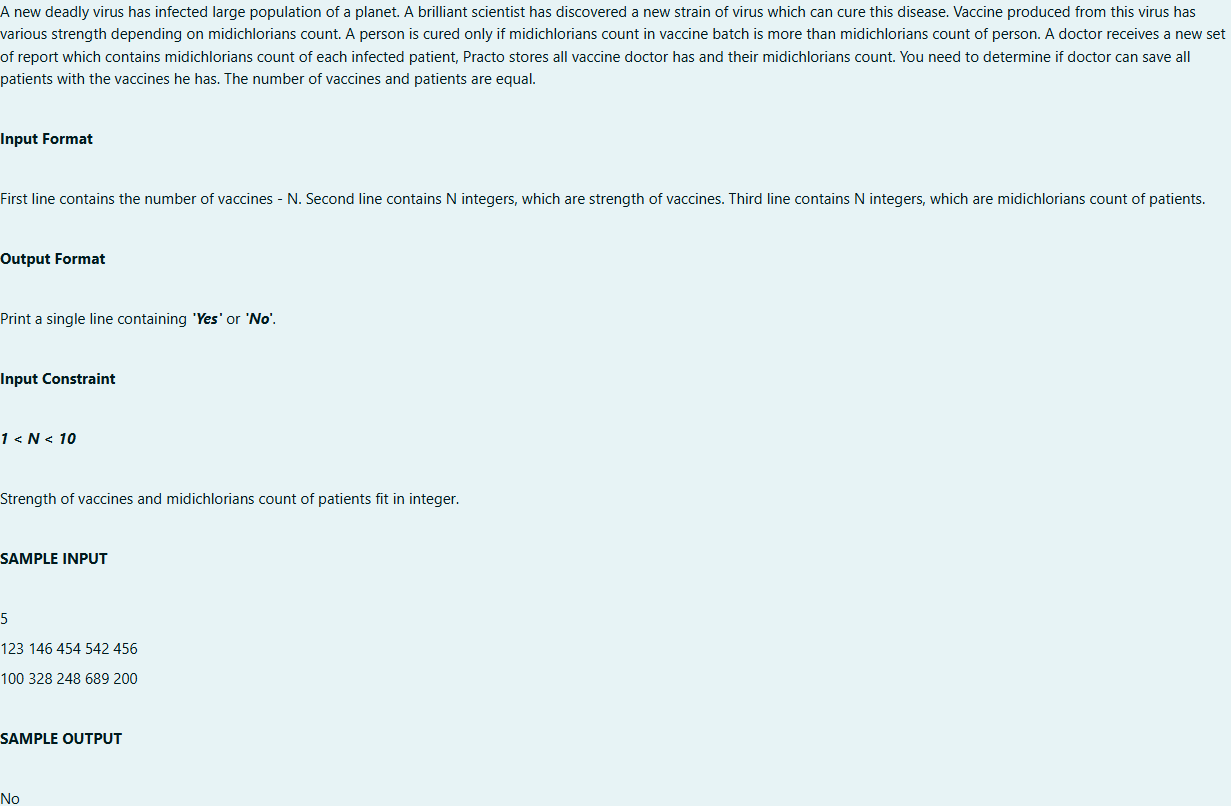 A new deadly virus has infected large population of a planet. A brilliant scientist has discovered a new strain of virus which can cure this disease. Vaccine produced from this virus has
various strength depending on midichlorians count. A person is cured only if midichlorians count in vaccine batch is more than midichlorians count of person. A doctor receives a new set
of report which contains midichlorians count of each infected patient, Practo stores all vaccine doctor has and their midichlorians count. You need to determine if doctor can save all
patients with the vaccines he has. The number of vaccines and patients are equal.
Input Format
First line contains the number of vaccines - N. Second line contains N integers, which are strength of vaccines. Third line contains N integers, which are midichlorians count of patients.
Output Format
Print a single line containing 'Yes' or 'No'.
Input Constraint
1 < N < 10
Strength of vaccines and midichlorians count of patients fit in integer.
SAMPLE INPUT
5
123 146 454 542 456
100 328 248 689 200
SAMPLE OUTPUT
No